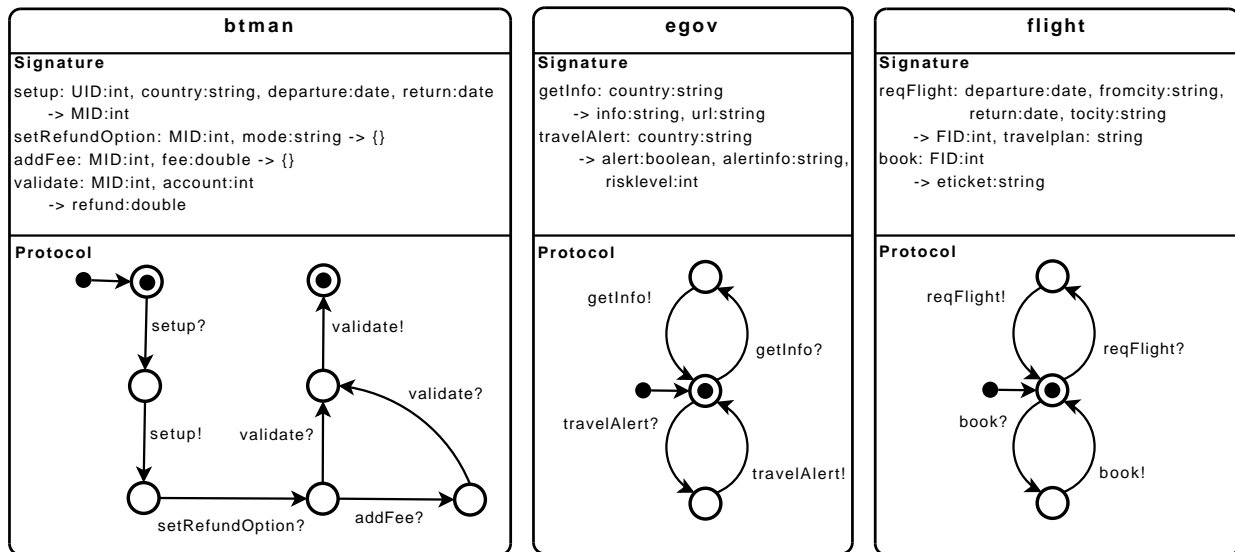 btman
Signature
setup: UID:int, country:string, departure:date, return:date
-> MID:int
setRefundOption: MID:int, mode:string -> {}
addFee: MID:int, fee:double -> {}
validate: MID:int, account:int
-> refund:double
Protocol
setup?
setup!
setRefundOption?
validate?
validate!
addFee?
validate?
egov
Signature
getInfo: country:string
-> info:string, url:string
travelAlert: country:string
-> alert:boolean, alertinfo:string,
risklevel:int
Protocol
getInfo!
getInfo?
travelAlert?
travelAlert!
flight
Signature
reqFlight: departure:date, fromcity:string,
return:date, tocity:string
-> FID:int, travelplan: string
book: FID:int
-> eticket:string
Protocol
reqFlight!
reqFlight?
book?
book!